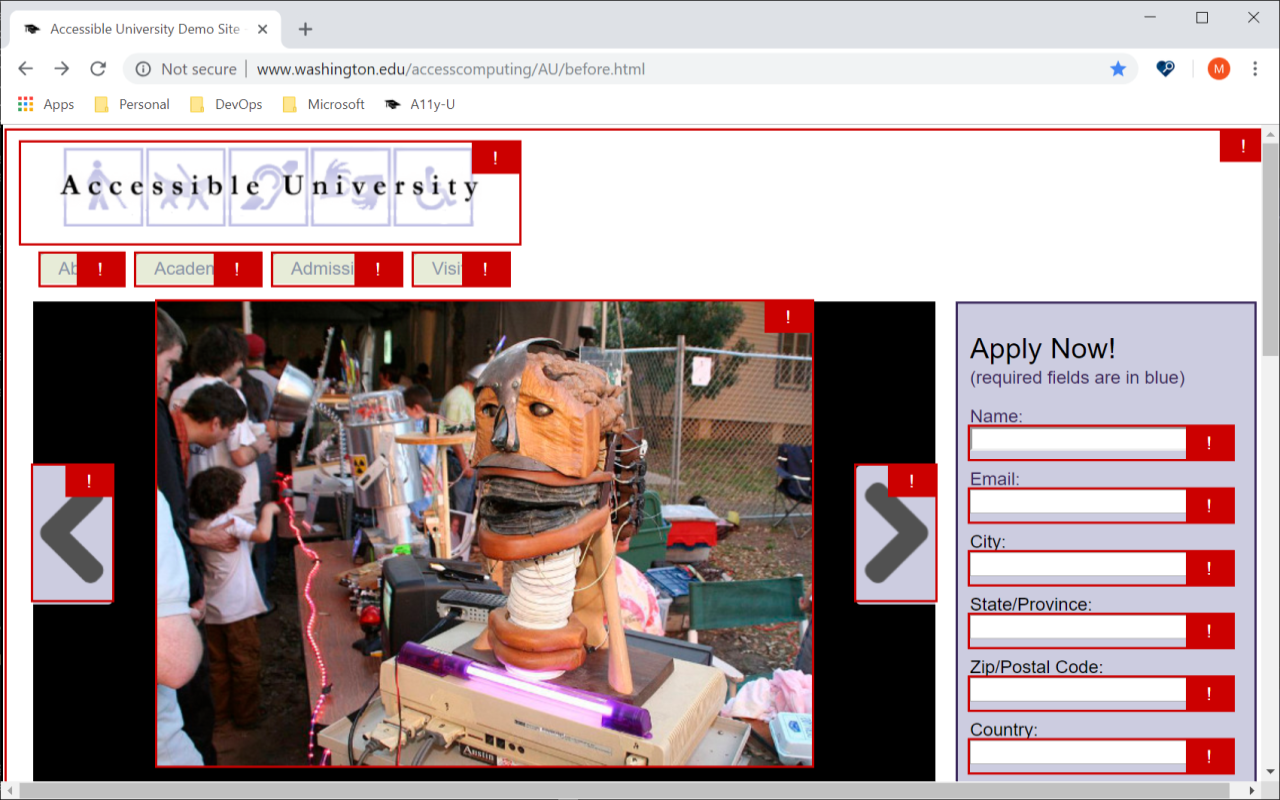 Accessible University Demo Site
Not secure | www.washington.edu/accesscomputing/AU/before.html
M
Apps Personal DevOps Microsoft A11y-U
!
!
Accessible University
Ab ! Academ ! Admissi ! Visi !
!
Apply Now!
(required fields are in blue)
Name:
!
! !
Email:
!
City:
!
State/Province:
!
Zip/Postal Code:
!
Country:
!
Austin